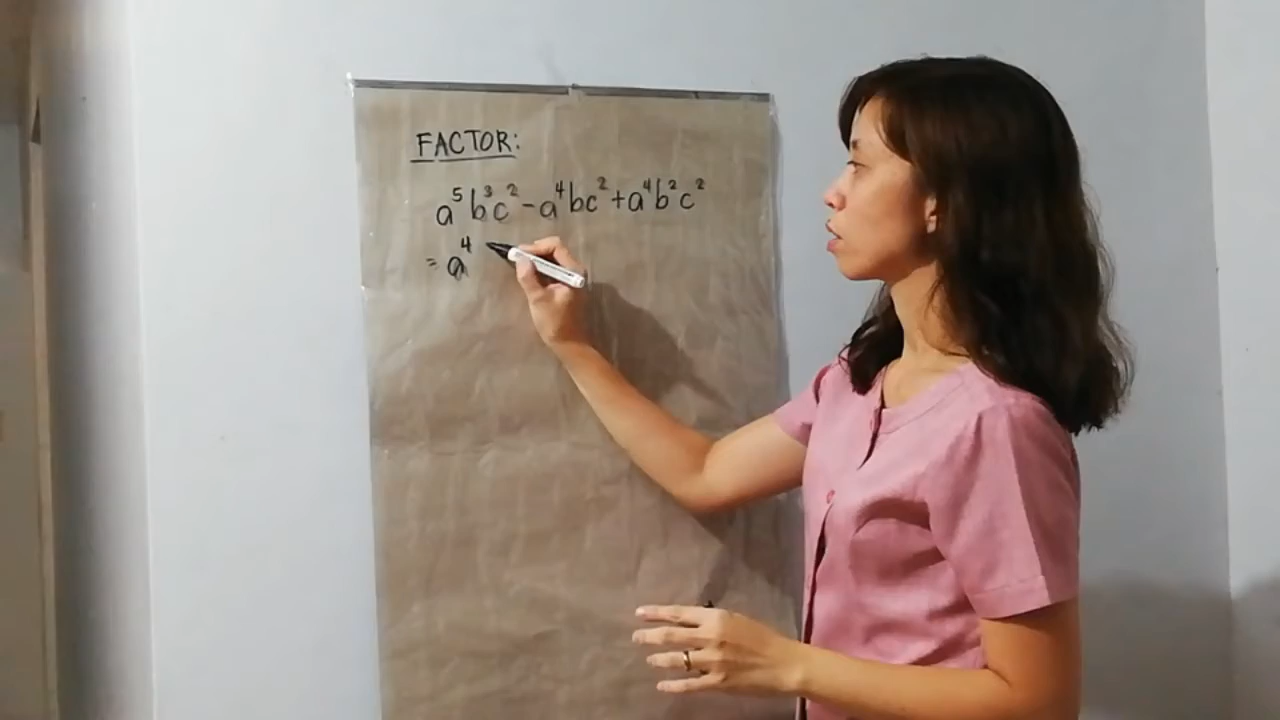 FACTOR:
a⁵b³c² - a⁴bc² + a⁴b²c²
= a⁴